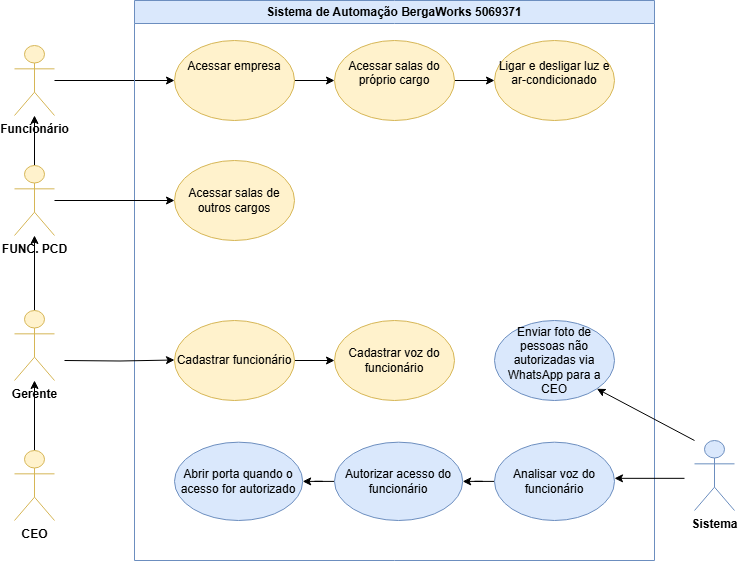 Sistema de Automação BergaWorks 5069371
Acessar empresa
Acessar salas do
próprio cargo
Ligar e desligar luz e
ar-condicionado
Funcionário
Acessar salas de
outros cargos
FUNC. PCD
Cadastrar funcionário
Cadastrar voz do
funcionário
Enviar foto de
pessoas não
autorizadas via
WhatsApp para a
CEO
Gerente
Abrir porta quando o
acesso for autorizado
Autorizar acesso do
funcionário
Analisar voz do
funcionário
Sistema
CEO